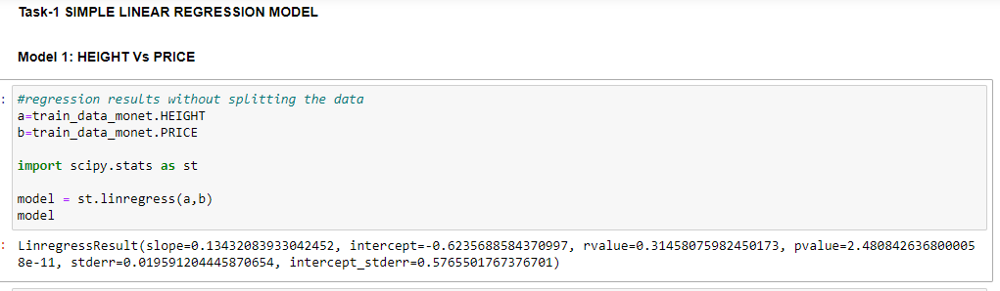 Task-1 SIMPLE LINEAR REGRESSION MODEL
Model 1: HEIGHT Vs PRICE
: #regression results without splitting the data
a=train_data_monet.HEIGHT
b=train_data_monet.PRICE
import scipy.stats as st
model = st.linregress(a,b)
model
: LinregressResult(slope=0.13432083933042452, intercept=-0.6235688584370997, rvalue=0.31458075982450173, pvalue=2.480842636800005
8e-11, stderr=0.019591204445870654, intercept_stderr=0.5765501767376701)